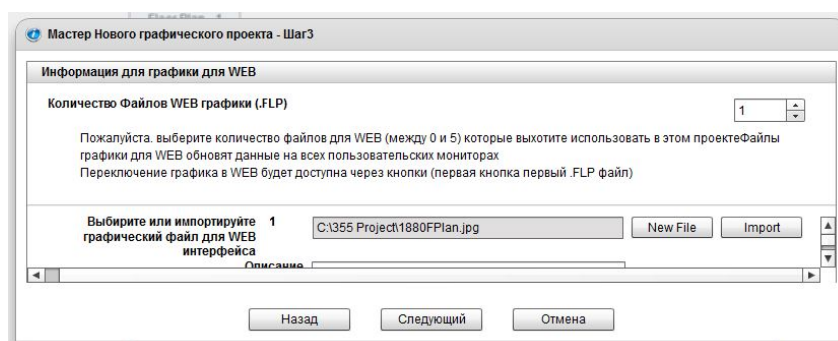 Floor Plan 1
Мастер Нового графического проекта - Шаг3
Информация для графики для WEB
Количество Файлов WEB графики (.FLP)
1
Пожалуйста. выберите количество файлов для WEB (между 0 и 5) которые выхотите использовать в этом проектеФайлы
графики для WEB обновят данные на всех пользовательских мониторах
Переключение графика в WEB будет доступна через кнопки (первая кнопка первый .FLP файл)
Выбирите или импортируйте 1 C:\355 Project\1880FPlan.jpg New File Import
графический файл для WEB
интерфейса
Описание
Назад Следующий Отмена